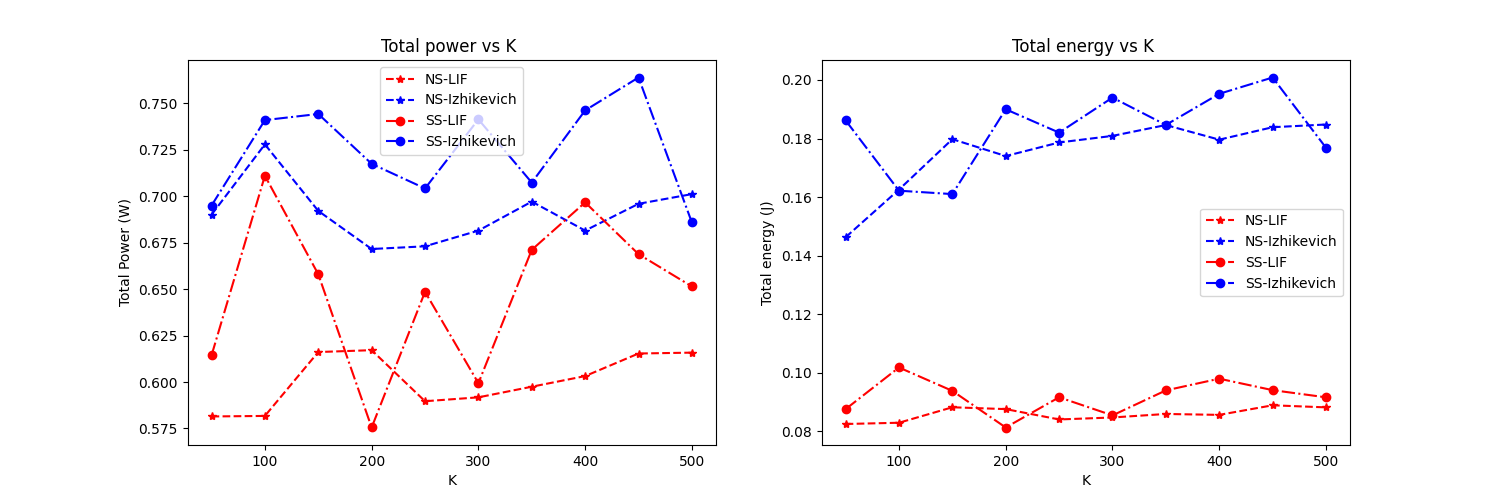 Total power vs K
Total Power (W)
0.750
0.725
0.700
0.675
0.650
0.625
0.600
0.575
NS-LIF
NS-Izhikevich
SS-LIF
SS-Izhikevich
100 200 300 400 500
K
Total energy vs K
Total energy (J)
0.20
0.18
0.16
0.14
0.12
0.10
0.08
NS-LIF
NS-Izhikevich
SS-LIF
SS-Izhikevich
100 200 300 400 500
K